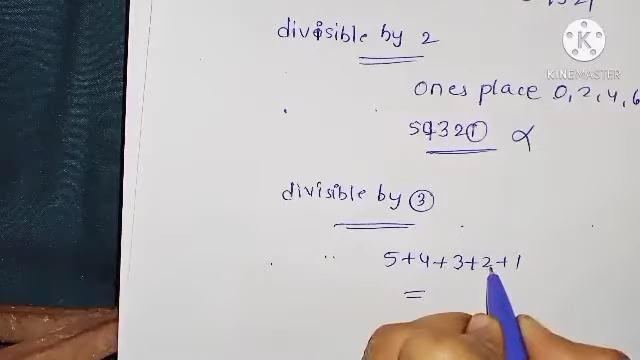 divisible by 2
KINEMASTER
ones place 0, 2, 4, 6
54321
divisible by 3
5+4+3+2+1
=